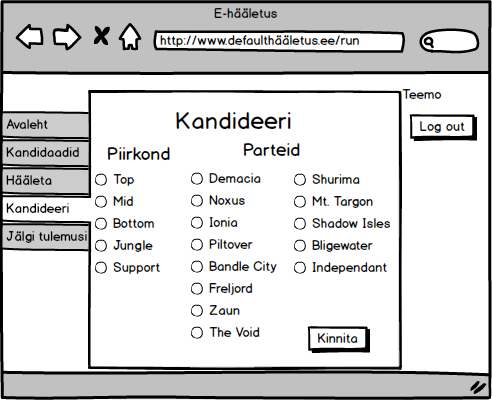 E-hääletus
http://www.defaulthääletus.ee/run
Teemo
Log out
Avaleht
Kandidaadid
Hääleta
Kandideeri
Jälgi tulemusi
Kandideeri
Piirkond
Top
Mid
Bottom
Jungle
Support
Parteid
Demacia
Noxus
Ionia
Piltover
Bandle City
Freljord
Zaun
The Void
Shurima
Mt. Targon
Shadow Isles
Bligewater
Independant
Kinnita